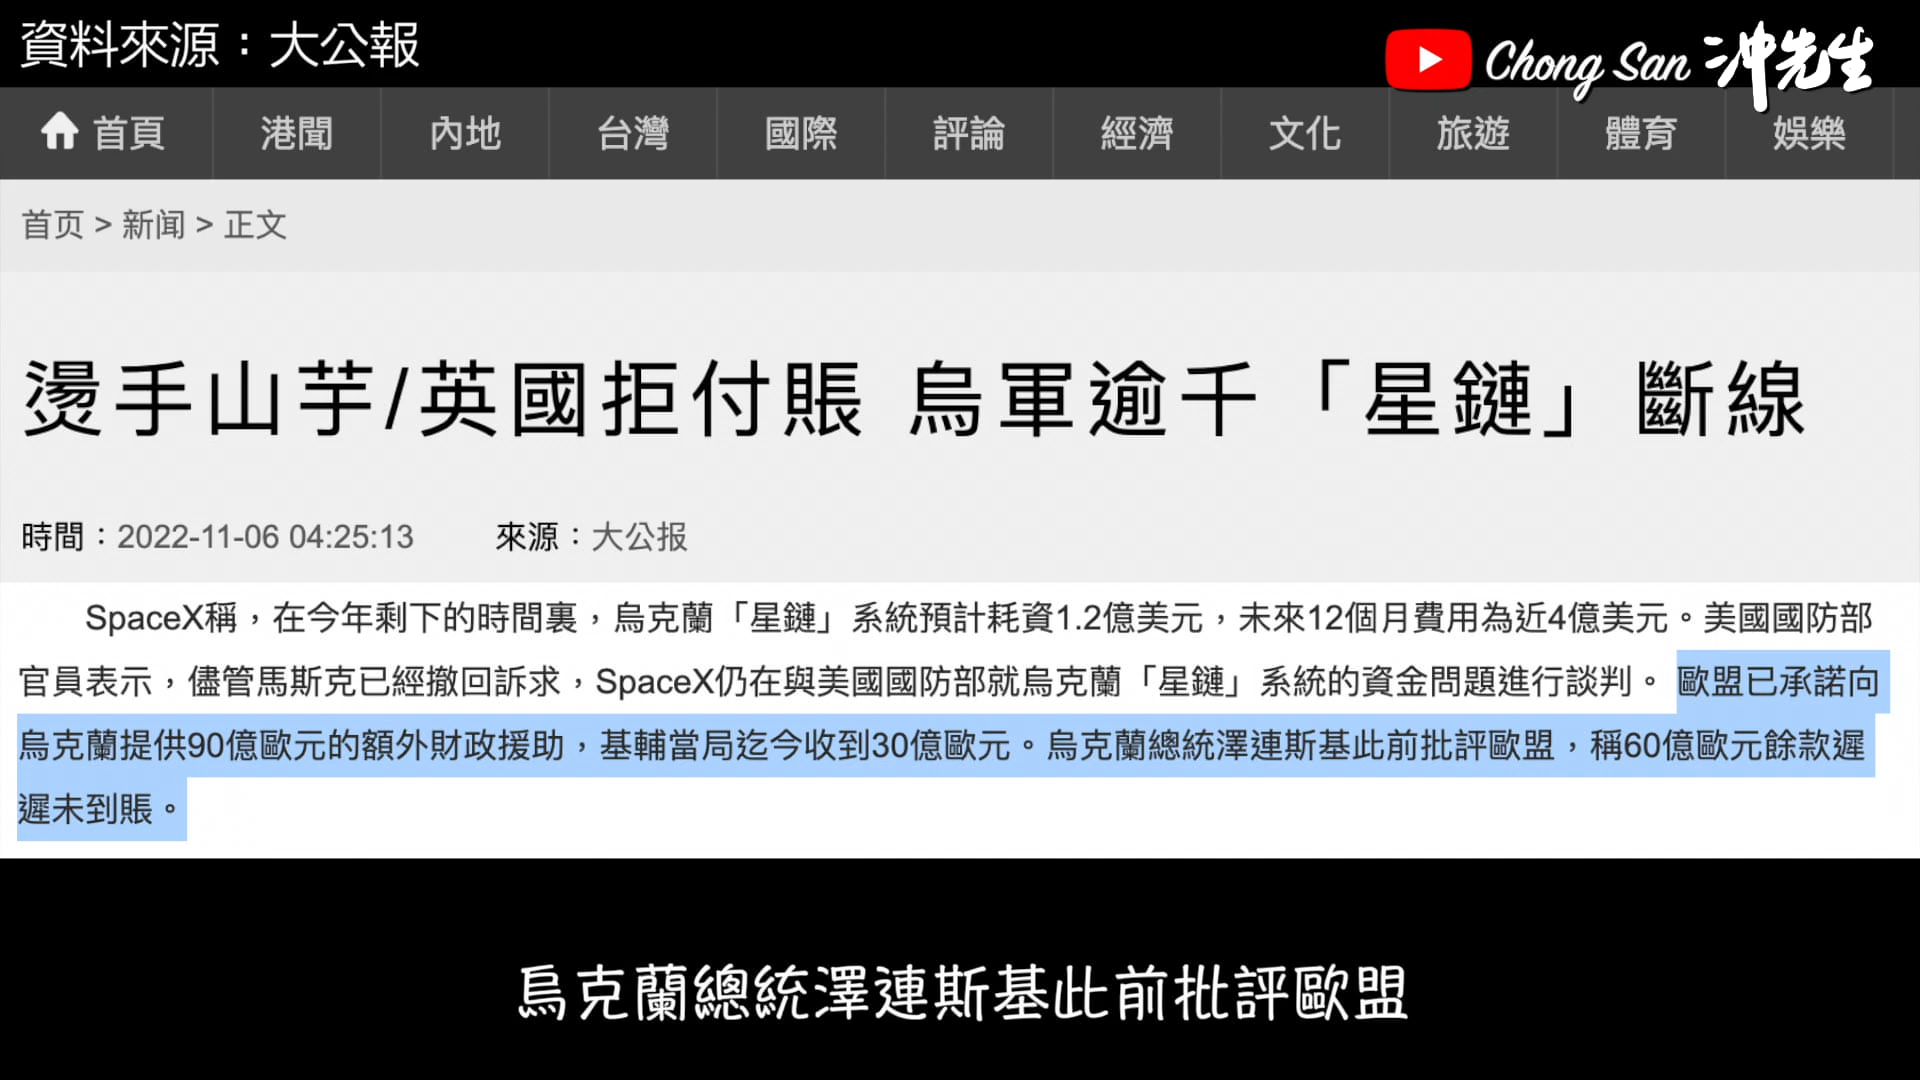 資料來源：大公報
Chong San 沖先生
首頁 港聞 內地 台灣 國際 評論 經濟 文化 旅遊 體育 娛樂
首页 > 新闻 > 正文
燙手山芋/英國拒付賬 烏軍逾千「星鏈」斷線
時間：2022-11-06 04:25:13 來源：大公报
SpaceX稱，在今年剩下的時間裏，烏克蘭「星鏈」系統預計耗資1.2億美元，未來12個月費用為近4億美元。美國國防部
官員表示，儘管馬斯克已經撤回訴求，SpaceX仍在與美國國防部就烏克蘭「星鏈」系統的資金問題進行談判。歐盟已承諾向
烏克蘭提供90億歐元的額外財政援助，基輔當局迄今收到30億歐元。烏克蘭總統澤連斯基此前批評歐盟，稱60億歐元餘款遲
遲未到賬。
烏克蘭總統澤連斯基此前批評歐盟